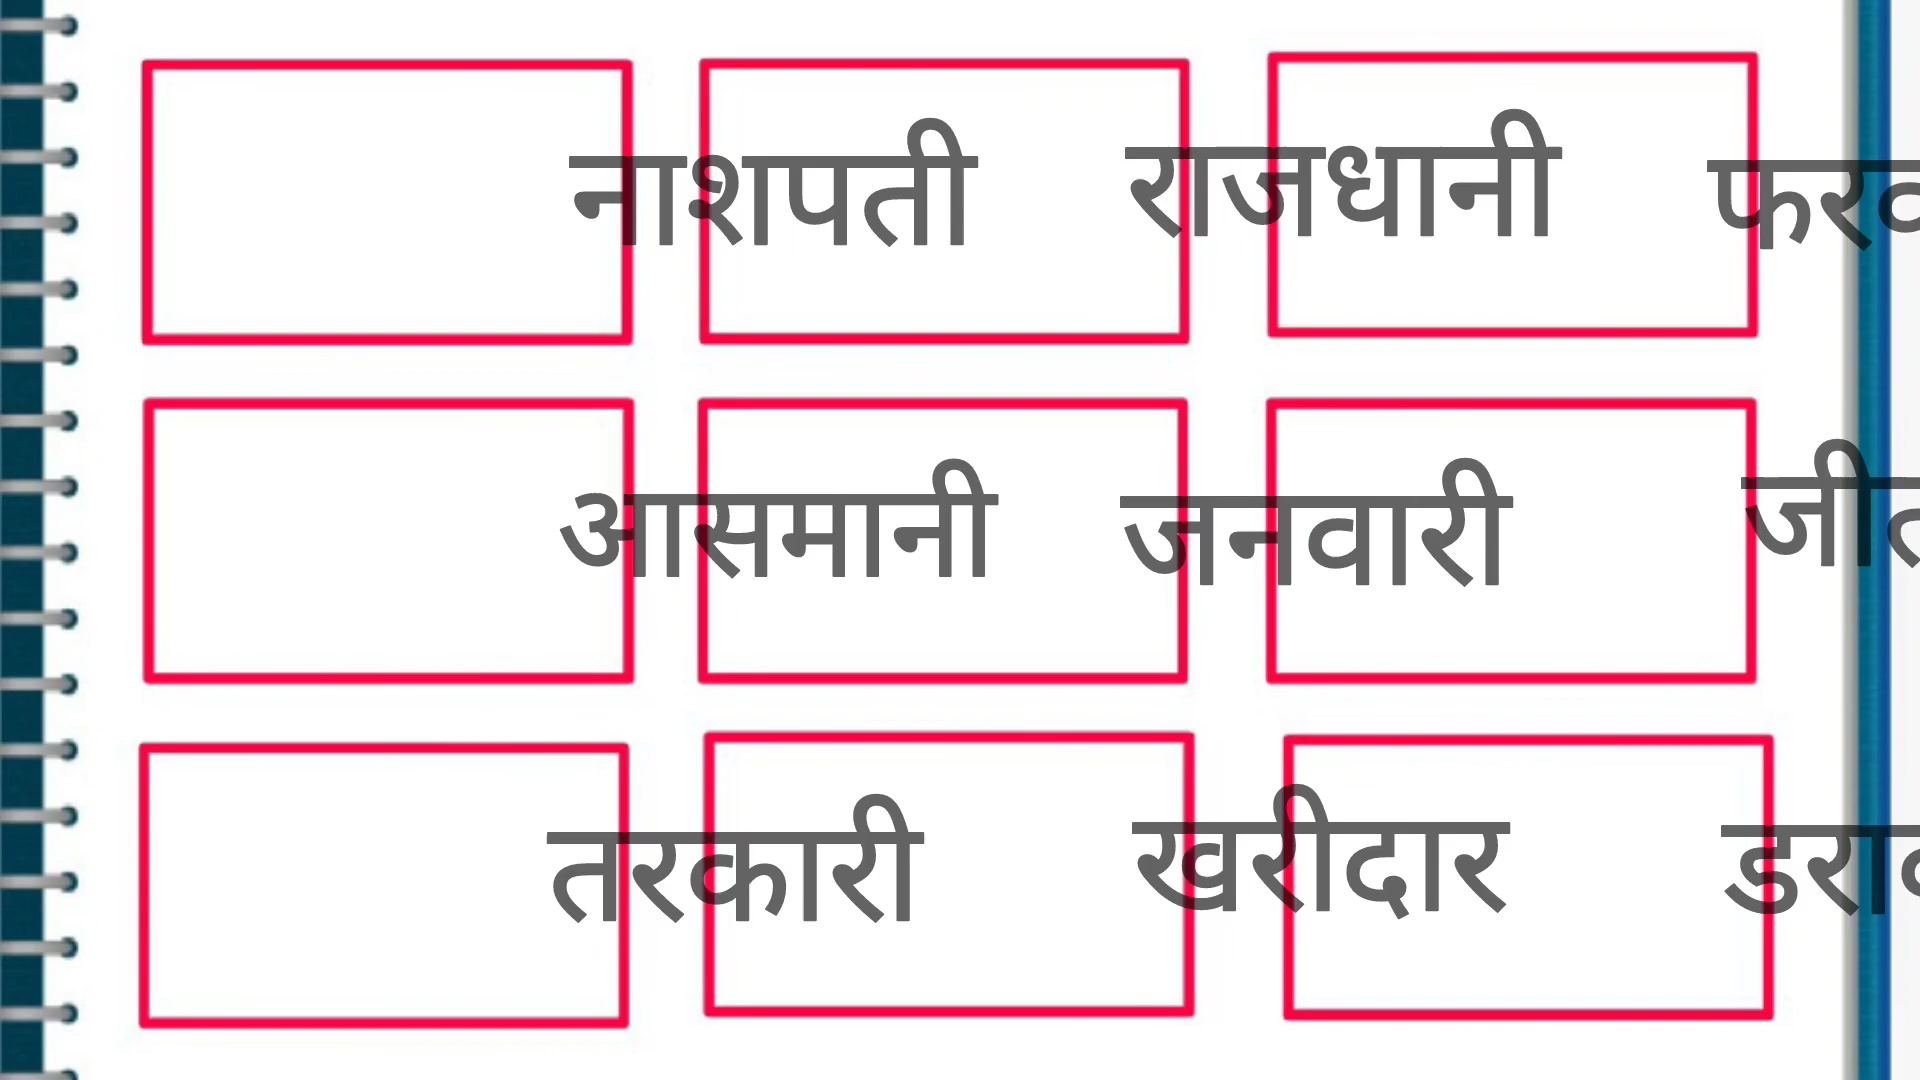 नाशपती राजधानी
आसमानी जनवारी
तरकारी खरीदार